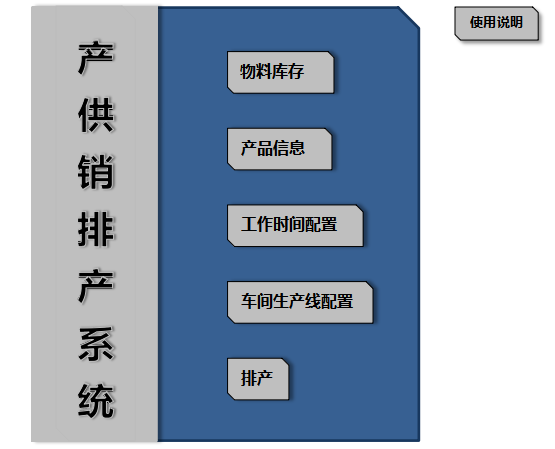 产供销排产系统
物料库存
产品信息
工作时间配置
车间生产线配置
排产
使用说明